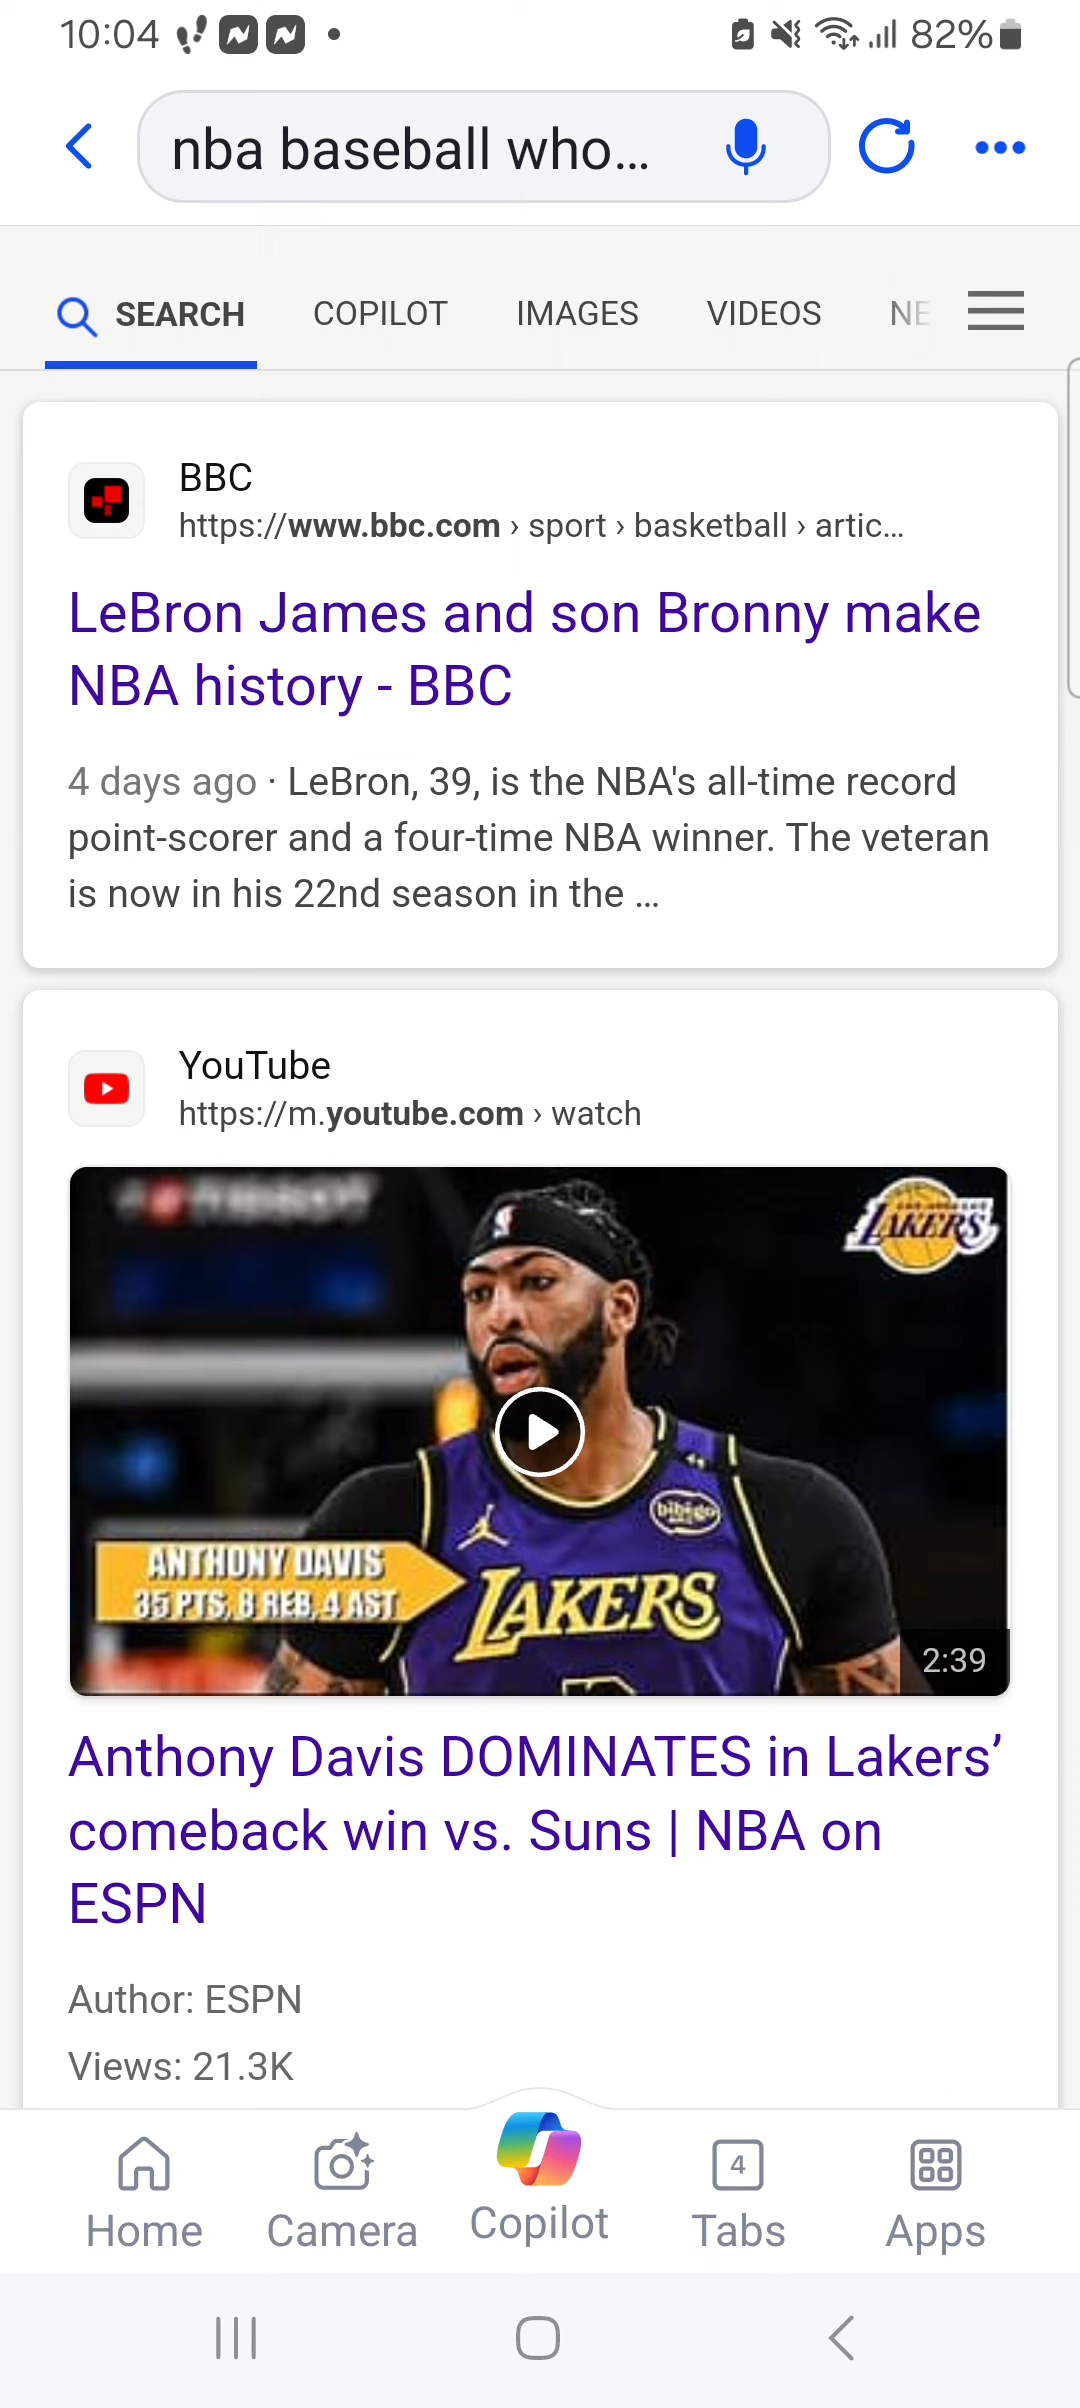 10:04
82%
nba baseball who...
SEARCH COPILOT IMAGES VIDEOS NE
BBC
https://www.bbc.com › sport › basketball › artic...
LeBron James and son Bronny make
NBA history - BBC
4 days ago · LeBron, 39, is the NBA's all-time record
point-scorer and a four-time NBA winner. The veteran
is now in his 22nd season in the ...
YouTube
https://m.youtube.com › watch
LAKERS
bibigo
ANTHONY DAVIS
35 PTS, 8 REB, 4 AST
LAKERS
2:39
Anthony Davis DOMINATES in Lakers’
comeback win vs. Suns | NBA on
ESPN
Author: ESPN
Views: 21.3K
4
Home Camera Copilot Tabs Apps